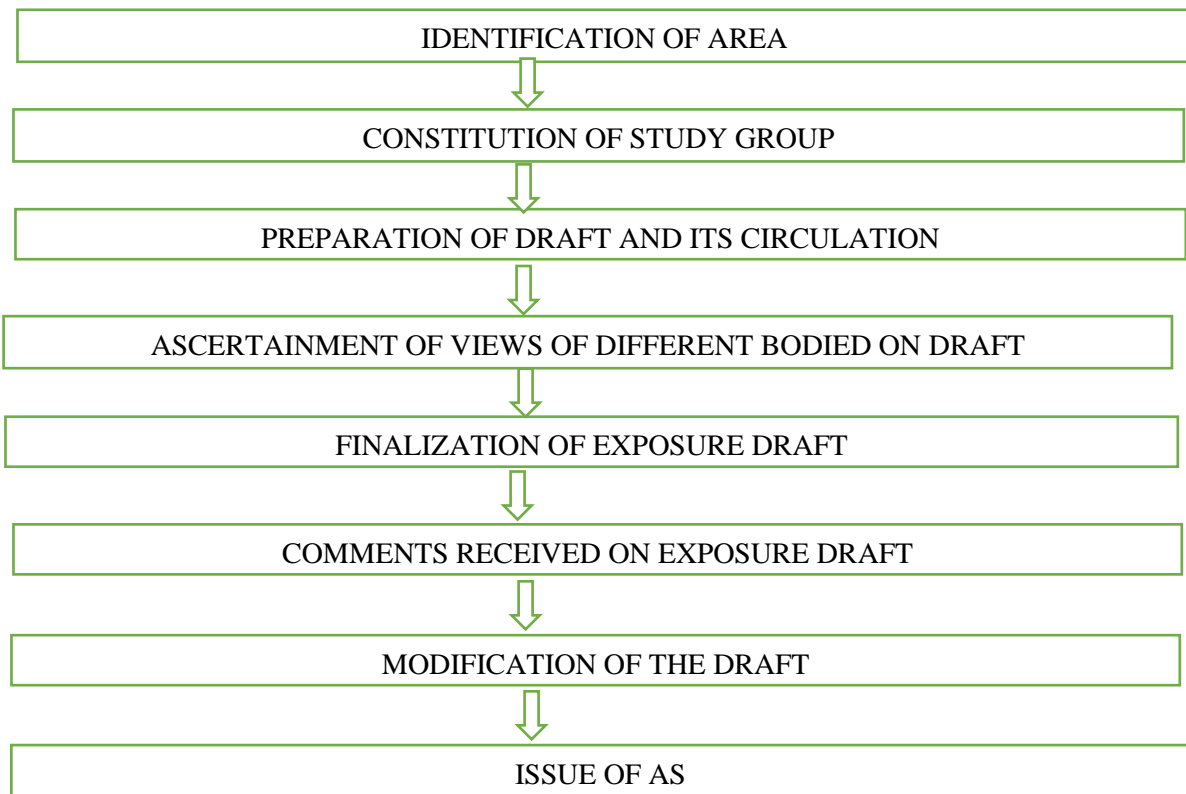 IDENTIFICATION OF AREA
CONSTITUTION OF STUDY GROUP
PREPARATION OF DRAFT AND ITS CIRCULATION
ASCERTAINMENT OF VIEWS OF DIFFERENT BODIED ON DRAFT
FINALIZATION OF EXPOSURE DRAFT
COMMENTS RECEIVED ON EXPOSURE DRAFT
MODIFICATION OF THE DRAFT
ISSUE OF AS